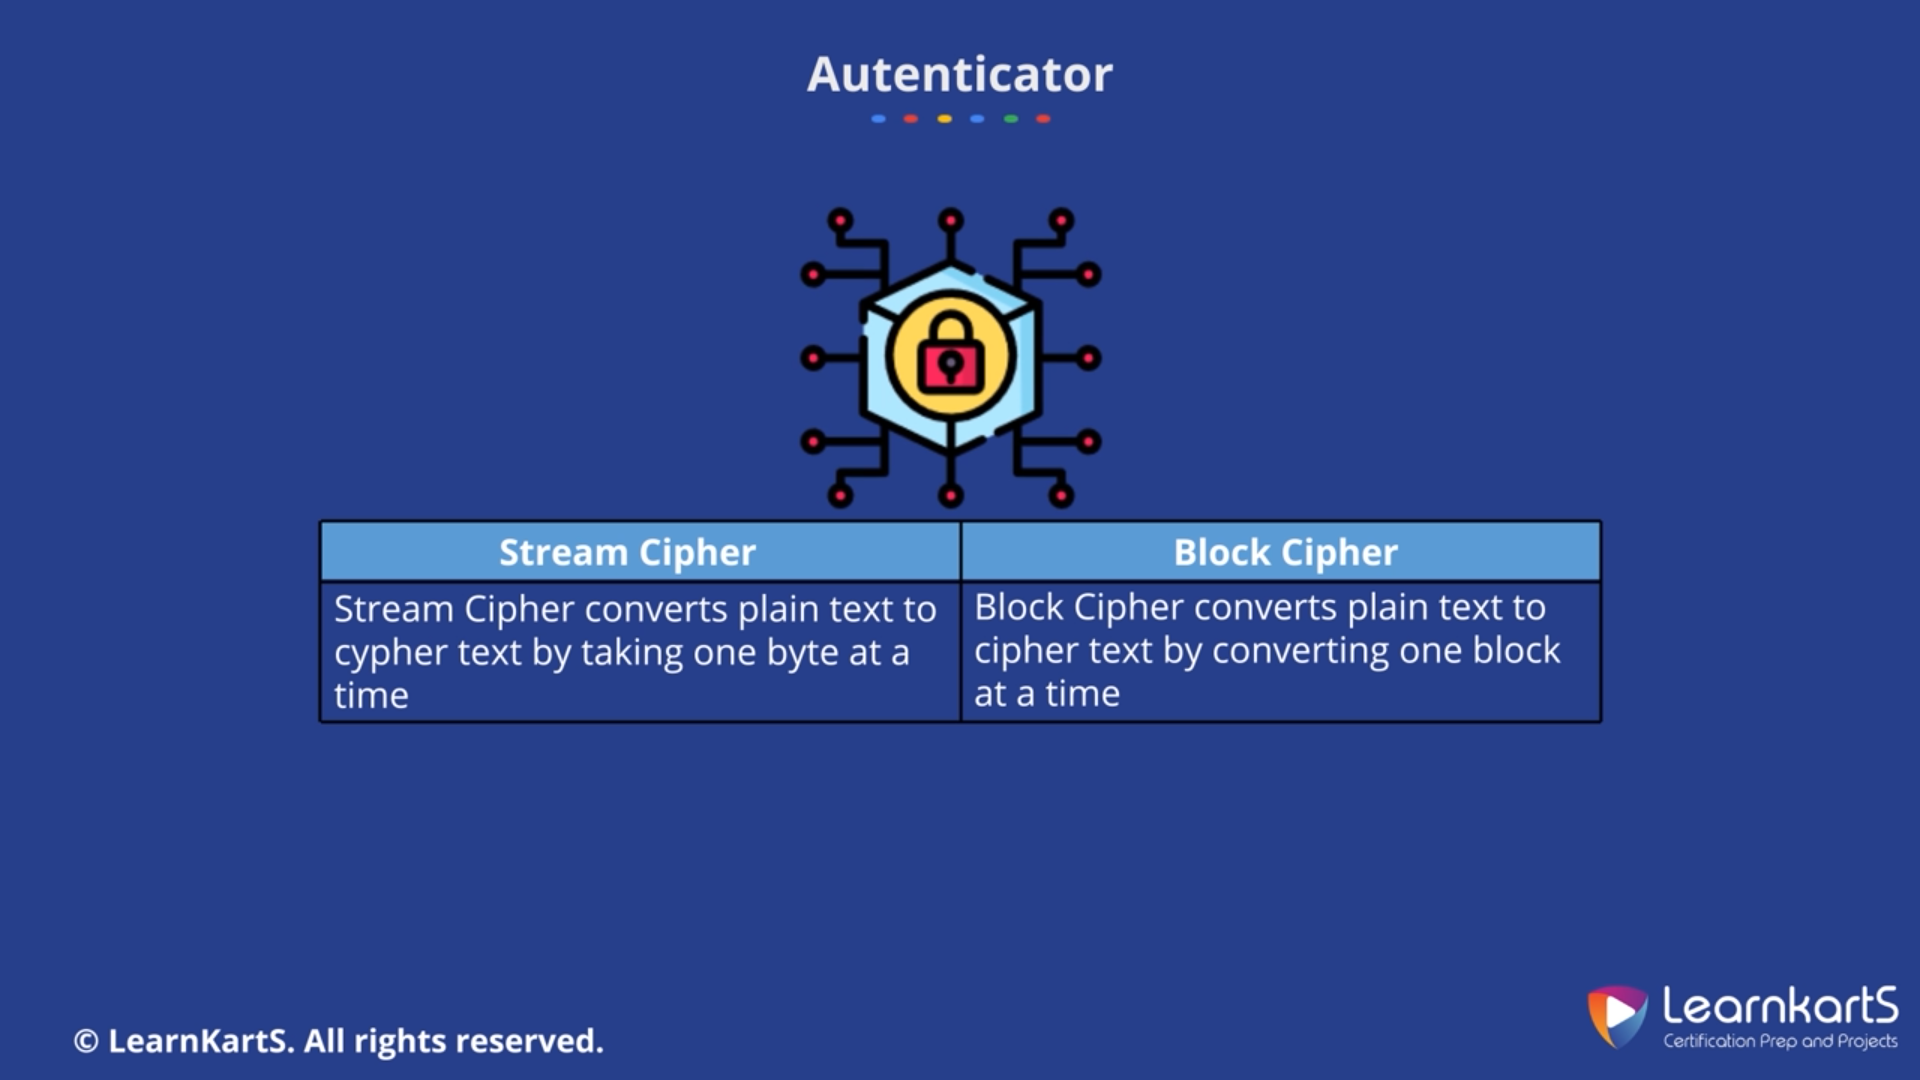 Autenticator
Stream Cipher
Block Cipher
Stream Cipher converts plain text to
cypher text by taking one byte at a
time
Block Cipher converts plain text to
cipher text by converting one block
at a time
© LearnKartS. All rights reserved.
LearnkartS
Certification Prep and Projects